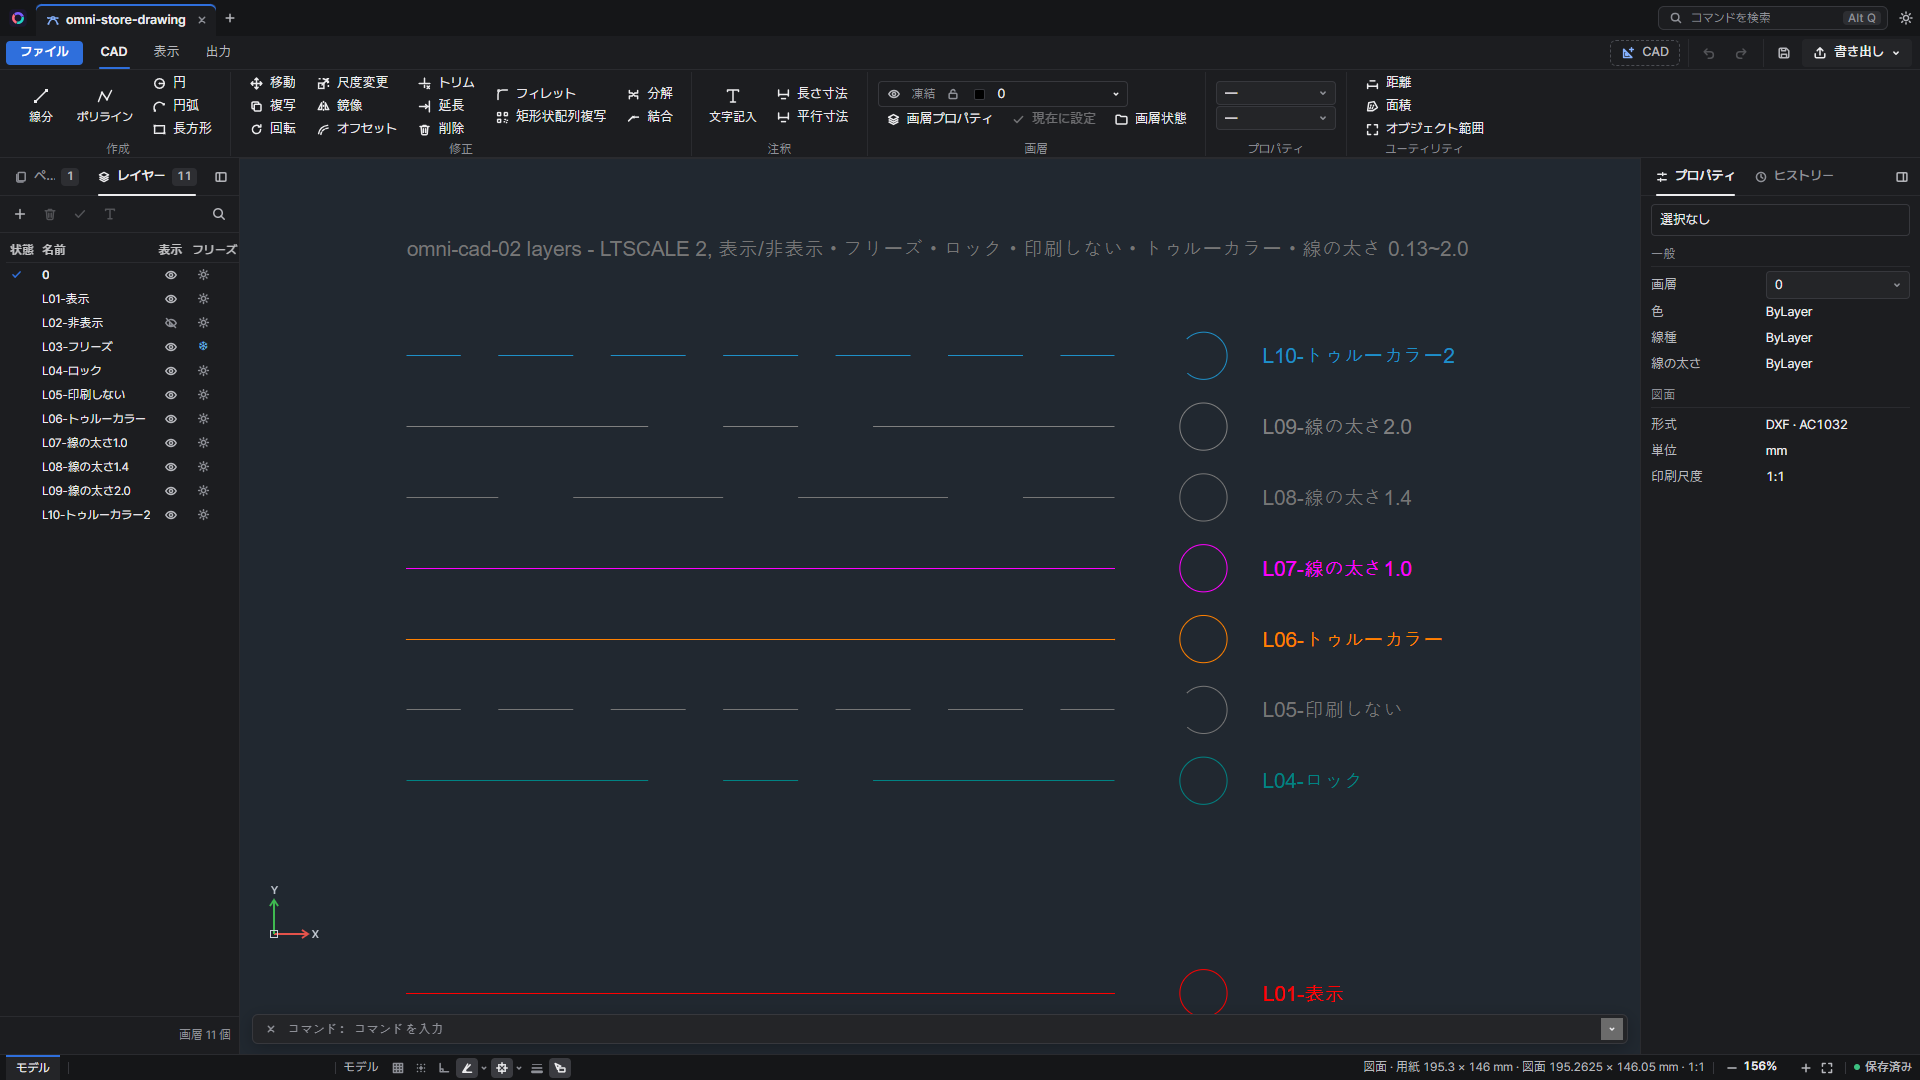 omni-store-drawing
コマンドを検索 Alt Q
ファイル CAD 表示 出力
CAD 書き出し
線分
ポリライン
円
円弧
長方形
作成
移動
複写
回転
尺度変更
鏡像
オフセット
トリム
延長
削除
フィレット
矩形状配列複写
分解
結合
修正
文字記入
長さ寸法
平行寸法
注釈
凍結 0
画層プロパティ 現在に設定 画層状態
画層
プロパティ
距離
面積
オブジェクト範囲
ユーティリティ
ペ... 1 レイヤー 11
状態 名前 表示 フリーズ
0
L01-表示
L02-非表示
L03-フリーズ
L04-ロック
L05-印刷しない
L06-トゥルーカラー
L07-線の太さ1.0
L08-線の太さ1.4
L09-線の太さ2.0
L10-トゥルーカラー2
画層 11 個
omni-cad-02 layers - LTSCALE 2, 表示/非表示・フリーズ・ロック・印刷しない・トゥルーカラー・線の太さ 0.13~2.0
L10-トゥルーカラー2
L09-線の太さ2.0
L08-線の太さ1.4
L07-線の太さ1.0
L06-トゥルーカラー
L05-印刷しない
L04-ロック
L01-表示
Y
X
コマンド: コマンドを入力
プロパティ ヒストリー
選択なし
一般
画層 0
色 ByLayer
線種 ByLayer
線の太さ ByLayer
図面
形式 DXF · AC1032
単位 mm
印刷尺度 1:1
モデル
モデル
図面 · 用紙 195.3 × 146 mm · 図面 195.2625 × 146.05 mm · 1:1
156%
保存済み